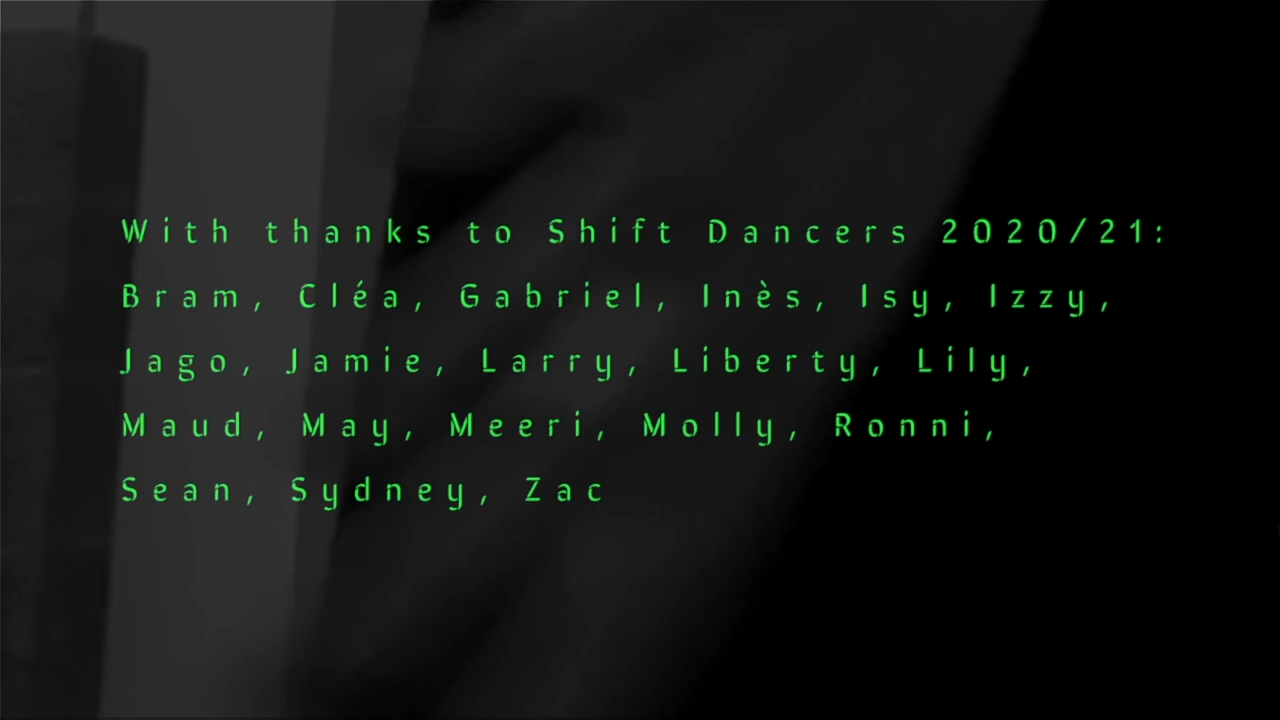 With thanks to Shift Dancers 2020/21:
Bram, Cléa, Gabriel, Inès, Isy, Izzy,
Jago, Jamie, Larry, Liberty, Lily,
Maud, May, Meeri, Molly, Ronni,
Sean, Sydney, Zac